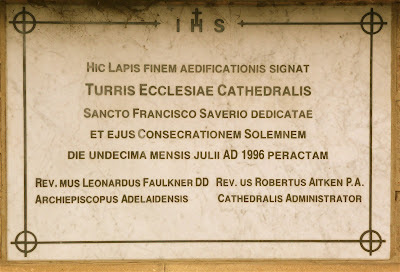 IHS
HIC LAPIS FINEM AEDIFICATIONIS SIGNAT
TURRIS ECCLESIAE CATHEDRALIS
SANCTO FRANCISCO SAVERIO DEDICATAE
ET EJUS CONSECRATIONEM SOLEMNEM
DIE UNDECIMA MENSIS JULII AD 1996 PERACTAM
REV. MUS LEONARDUS FAULKNER DD REV. US ROBERTUS AITKEN P.A.
ARCHIEPISCOPUS ADELAIDENSIS CATHEDRALIS ADMINISTRATOR